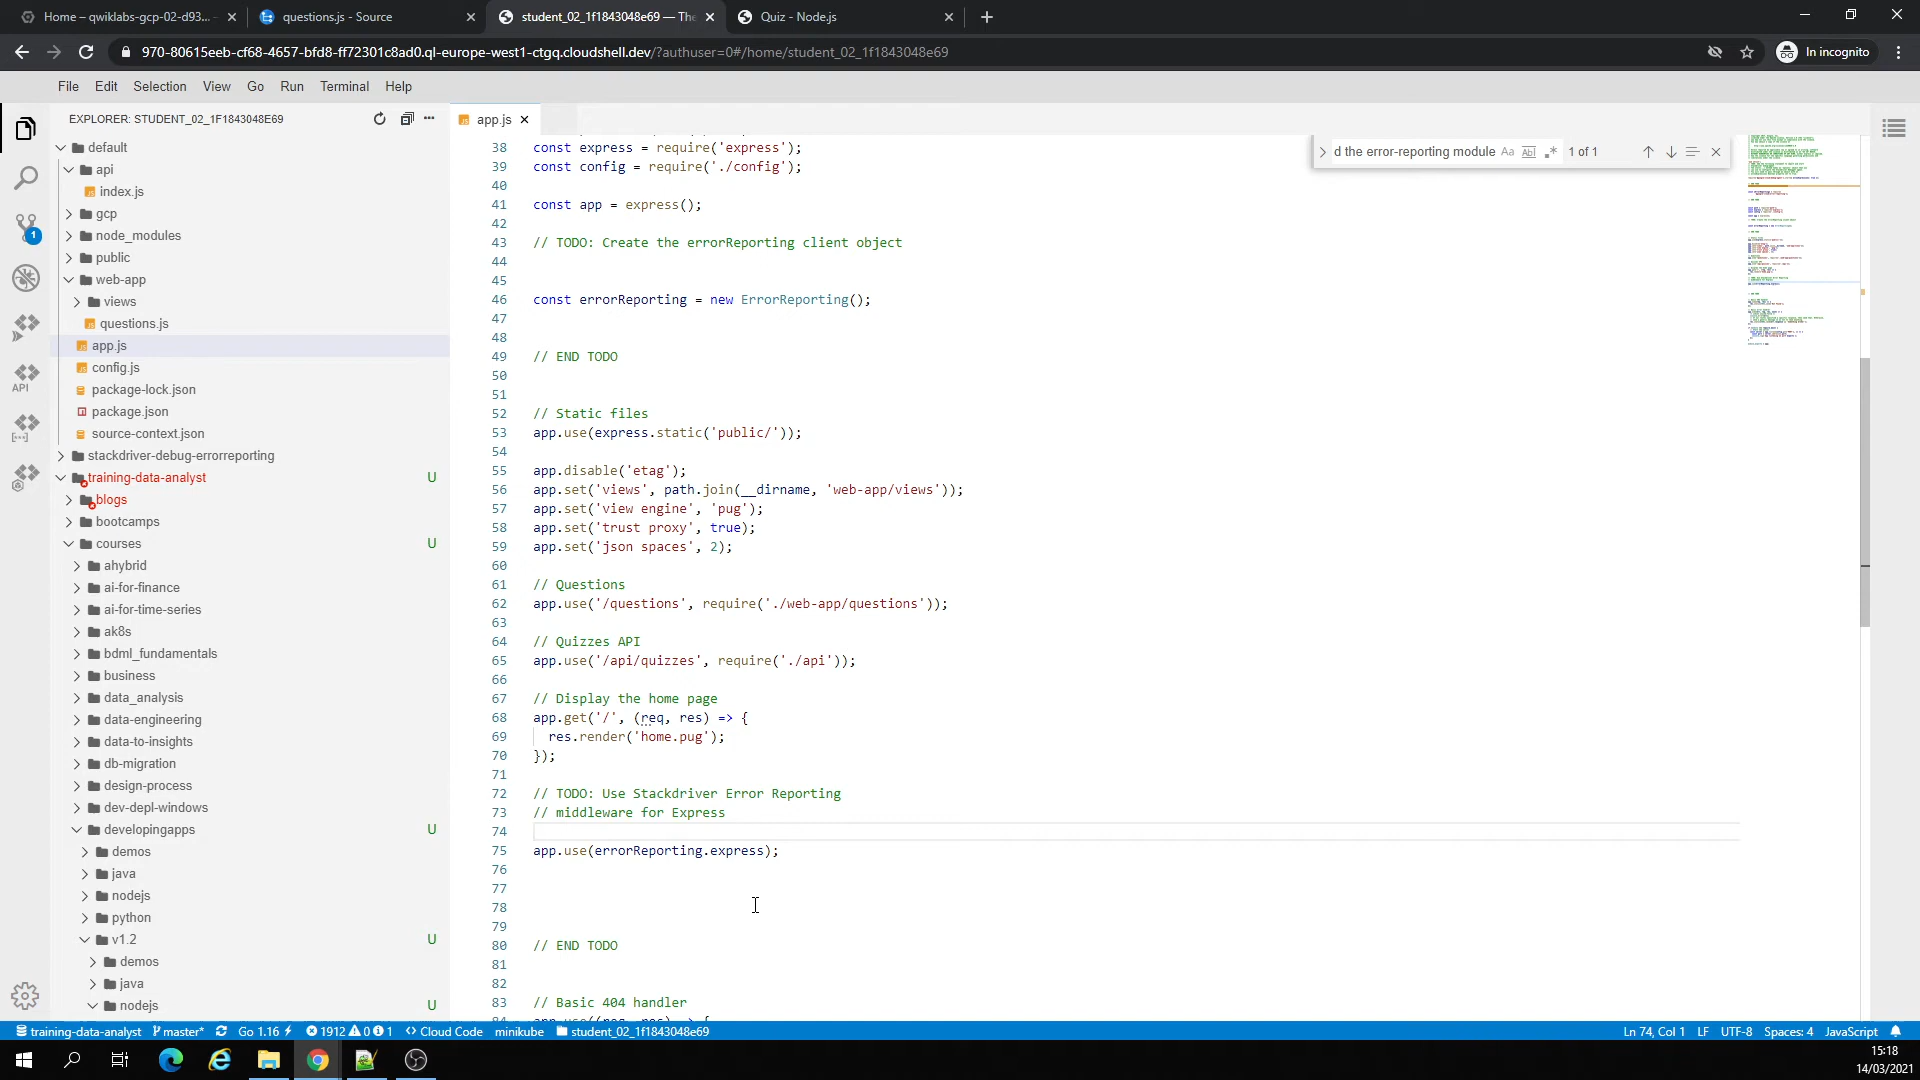 Home – qwiklabs-gcp-02-d93...
questions.js - Source
student_02_1f1843048e69 — The
Quiz - Node.js
970-80615eeb-cf68-4657-bfd8-ff72301c8ad0.ql-europe-west1-ctgq.cloudshell.dev/?authuser=0#/home/student_02_1f1843048e69
In incognito
File Edit Selection View Go Run Terminal Help
EXPLORER: STUDENT_02_1F1843048E69
app.js
default
api
index.js
gcp
node_modules
public
web-app
views
questions.js
app.js
config.js
package-lock.json
package.json
source-context.json
stackdriver-debug-errorreporting
training-data-analyst U
blogs
bootcamps
courses U
ahybrid
ai-for-finance
ai-for-time-series
ak8s
bdml_fundamentals
business
data_analysis
data-engineering
data-to-insights
db-migration
design-process
dev-depl-windows
developingapps U
demos
java
nodejs
python
v1.2 U
demos
java
nodejs U
1
API
d the error-reporting module Aa Abl .* 1 of 1
38 const express = require('express');
39 const config = require('./config');
40
41 const app = express();
42
43 // TODO: Create the errorReporting client object
44
45
46 const errorReporting = new ErrorReporting();
47
48
49 // END TODO
50
51
52 // Static files
53 app.use(express.static('public/'));
54
55 app.disable('etag');
56 app.set('views', path.join(__dirname, 'web-app/views'));
57 app.set('view engine', 'pug');
58 app.set('trust proxy', true);
59 app.set('json spaces', 2);
60
61 // Questions
62 app.use('/questions', require('./web-app/questions'));
63
64 // Quizzes API
65 app.use('/api/quizzes', require('./api'));
66
67 // Display the home page
68 app.get('/', (req, res) => {
69 res.render('home.pug');
70 });
71
72 // TODO: Use Stackdriver Error Reporting
73 // middleware for Express
74
75 app.use(errorReporting.express);
76
77
78
79
80 // END TODO
81
82
83 // Basic 404 handler
84 app.use((req, res) => {
training-data-analyst master* Go 1.16 1912 0 1 Cloud Code minikube student_02_1f1843048e69
Ln 74, Col 1 LF UTF-8 Spaces: 4 JavaScript
15:18
14/03/2021